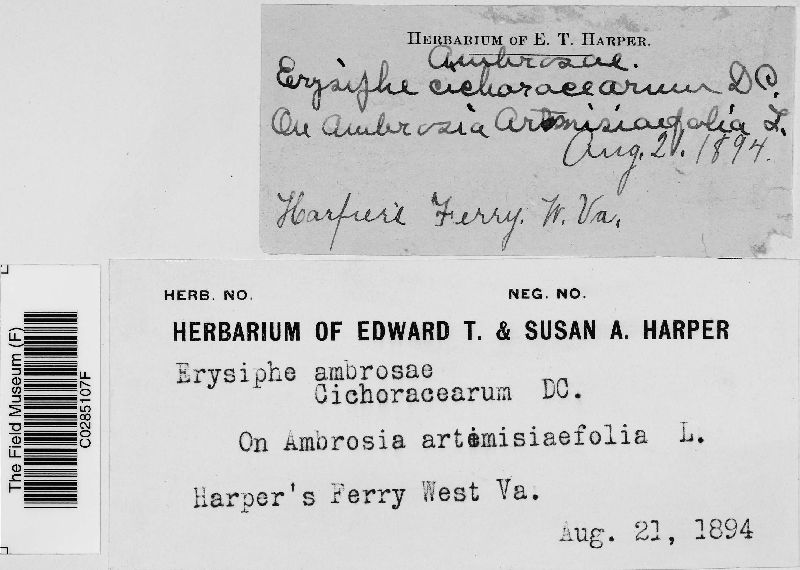 HERBARIUM OF E. T. HARPER.
Ambrosae.
Erysiphe cichoracearum DC.
On Ambrosia Artemisiaefolia L.
Aug. 21. 1894.
Harper's Ferry. W. Va.
HERB. NO. NEG. NO.
HERBARIUM OF EDWARD T. & SUSAN A. HARPER
Erysiphe ambrosae
Cichoracearum DC.
On Ambrosia artemisiaefolia L.
Harper's Ferry West Va.
Aug. 21, 1894
The Field Museum (F)
C0285107F